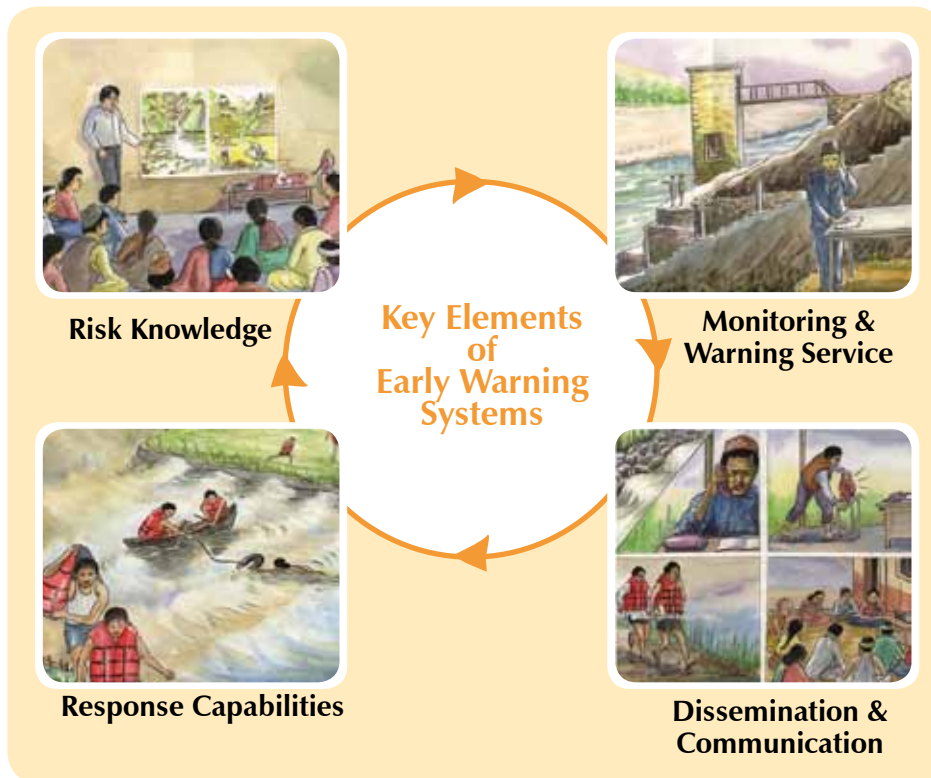 Key Elements
of
Early Warning
Systems
Risk Knowledge
Monitoring &
Warning Service
Response Capabilities
Dissemination &
Communication